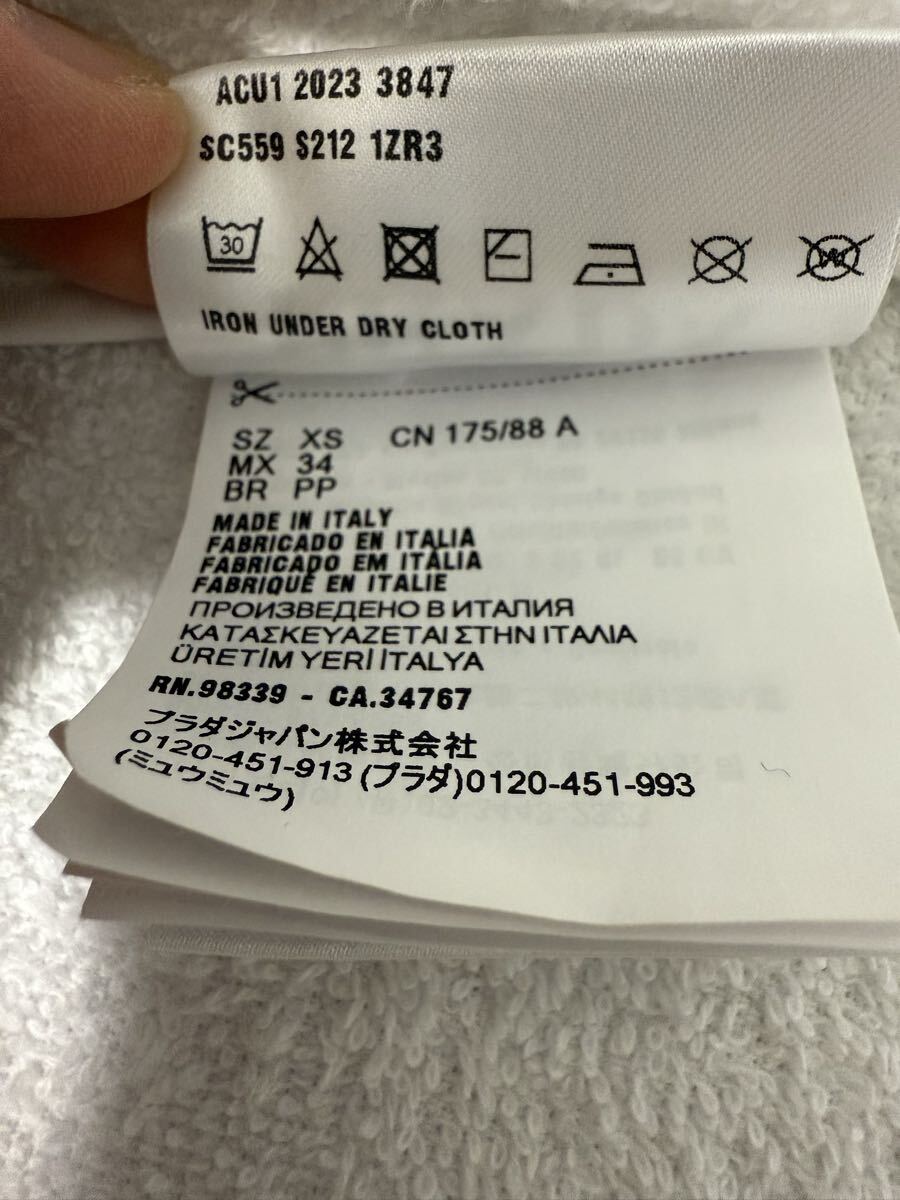 ACU1 2023 3847
SC559 S212 1ZR3
30
IRON UNDER DRY CLOTH
SZ XS CN 175/88 A
MX 34
BR PP
MADE IN ITALY
FABRICADO EN ITALIA
FABRICADO EM ITÁLIA
FABRIQUÉ EN ITALIE
ПРОИЗВЕДЕНО В ИТАЛИЯ
ΚΑΤΑΣΚΕΥΑΖΕΤΑΙ ΣΤΗΝ ΙΤΑΛΙΑ
ÜRETİM YERİ İTALYA
RN.98339 - CA.34767
プラダジャパン株式会社
0120-451-913 (プラダ)0120-451-993
(ミュウミュウ)